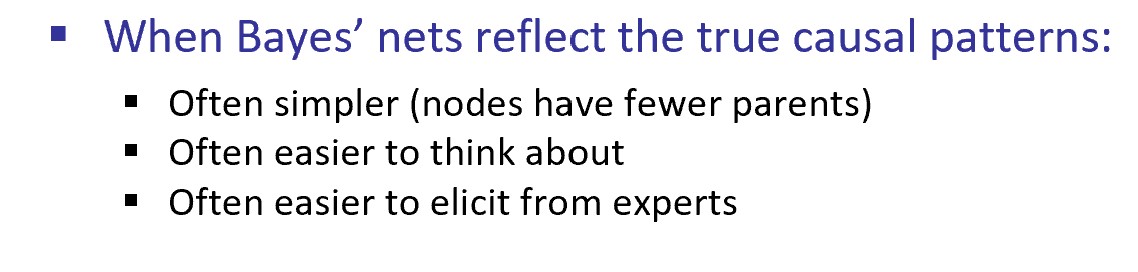 ▪ When Bayes’ nets reflect the true causal patterns:
▪ Often simpler (nodes have fewer parents)
▪ Often easier to think about
▪ Often easier to elicit from experts